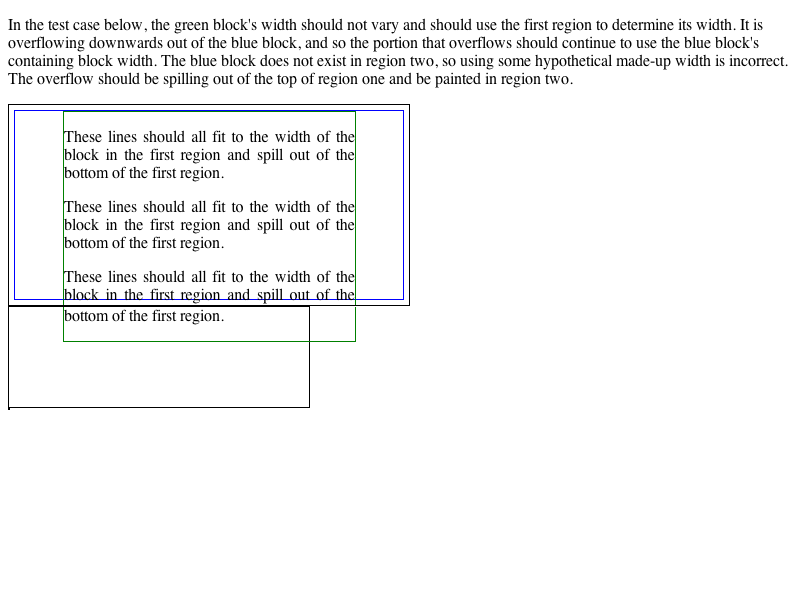 In the test case below, the green block's width should not vary and should use the first region to determine its width. It is
overflowing downwards out of the blue block, and so the portion that overflows should continue to use the blue block's
containing block width. The blue block does not exist in region two, so using some hypothetical made-up width is incorrect.
The overflow should be spilling out of the top of region one and be painted in region two.
These lines should all fit to the width of the
block in the first region and spill out of the
bottom of the first region.
These lines should all fit to the width of the
block in the first region and spill out of the
bottom of the first region.
These lines should all fit to the width of the
block in the first region and spill out of the
bottom of the first region.